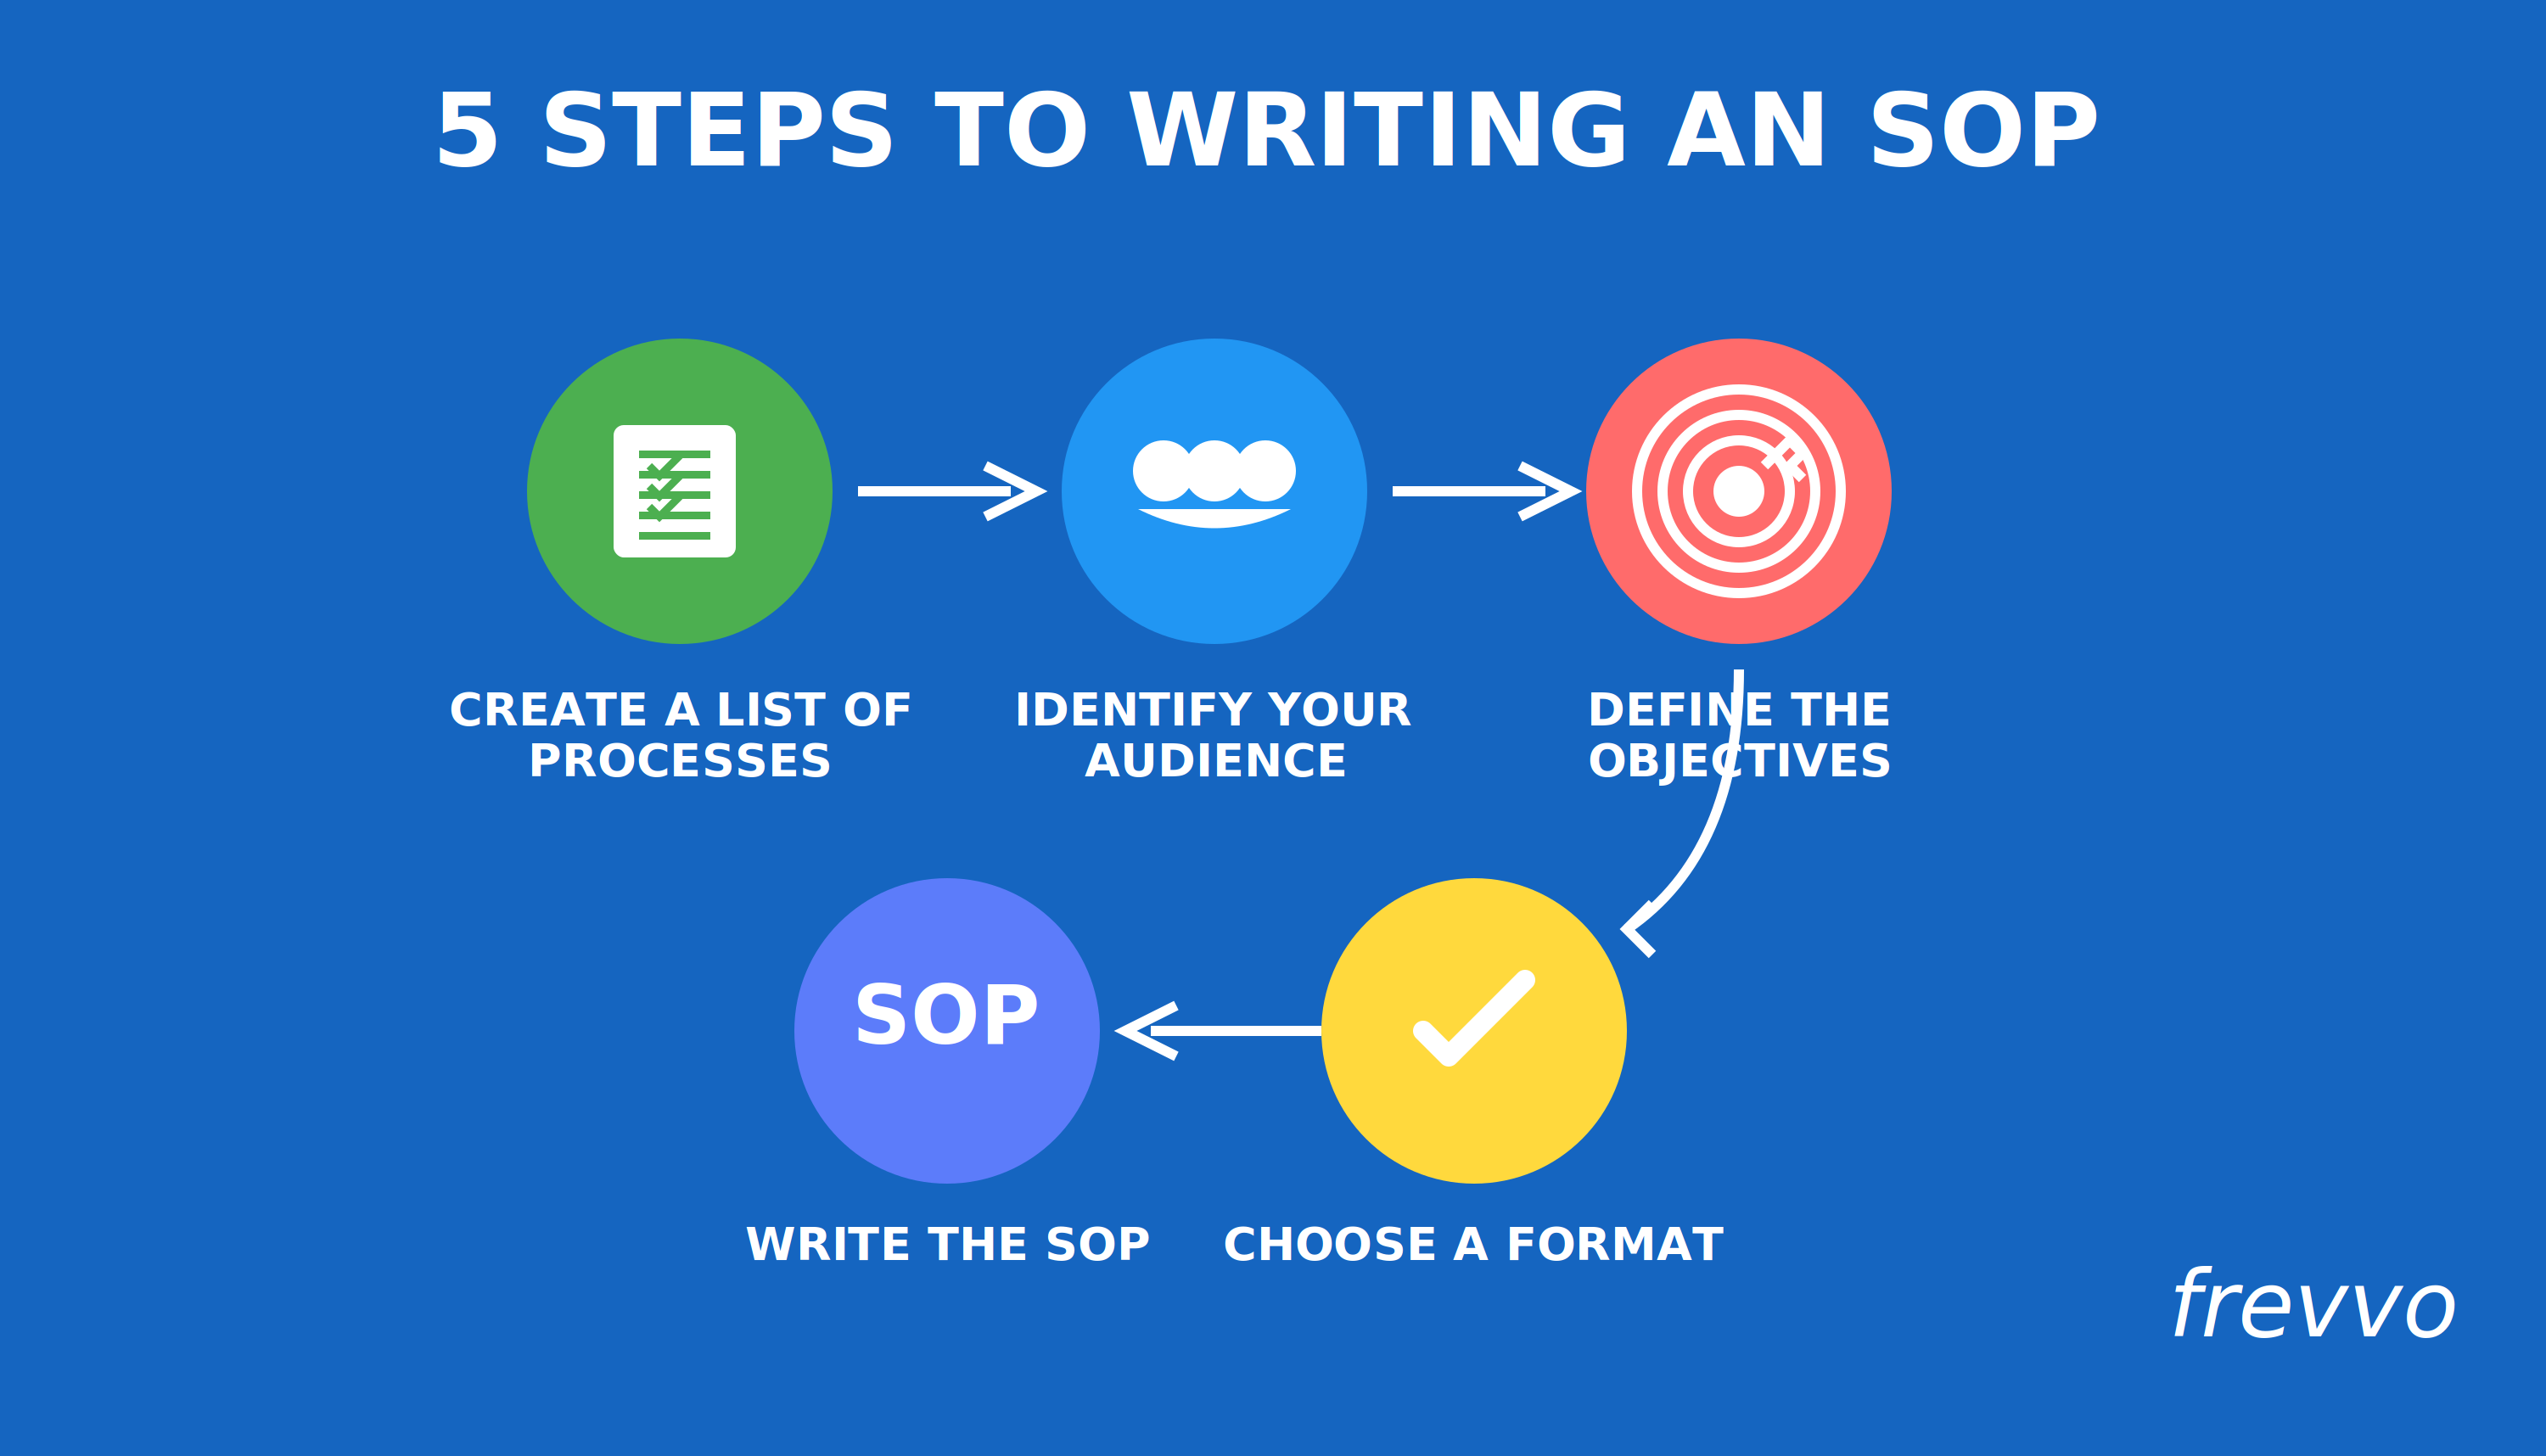 5 STEPS TO WRITING AN SOP
CREATE A LIST OF
PROCESSES
IDENTIFY YOUR
AUDIENCE
DEFINE THE
OBJECTIVES
SOP
WRITE THE SOP
CHOOSE A FORMAT
frevvo